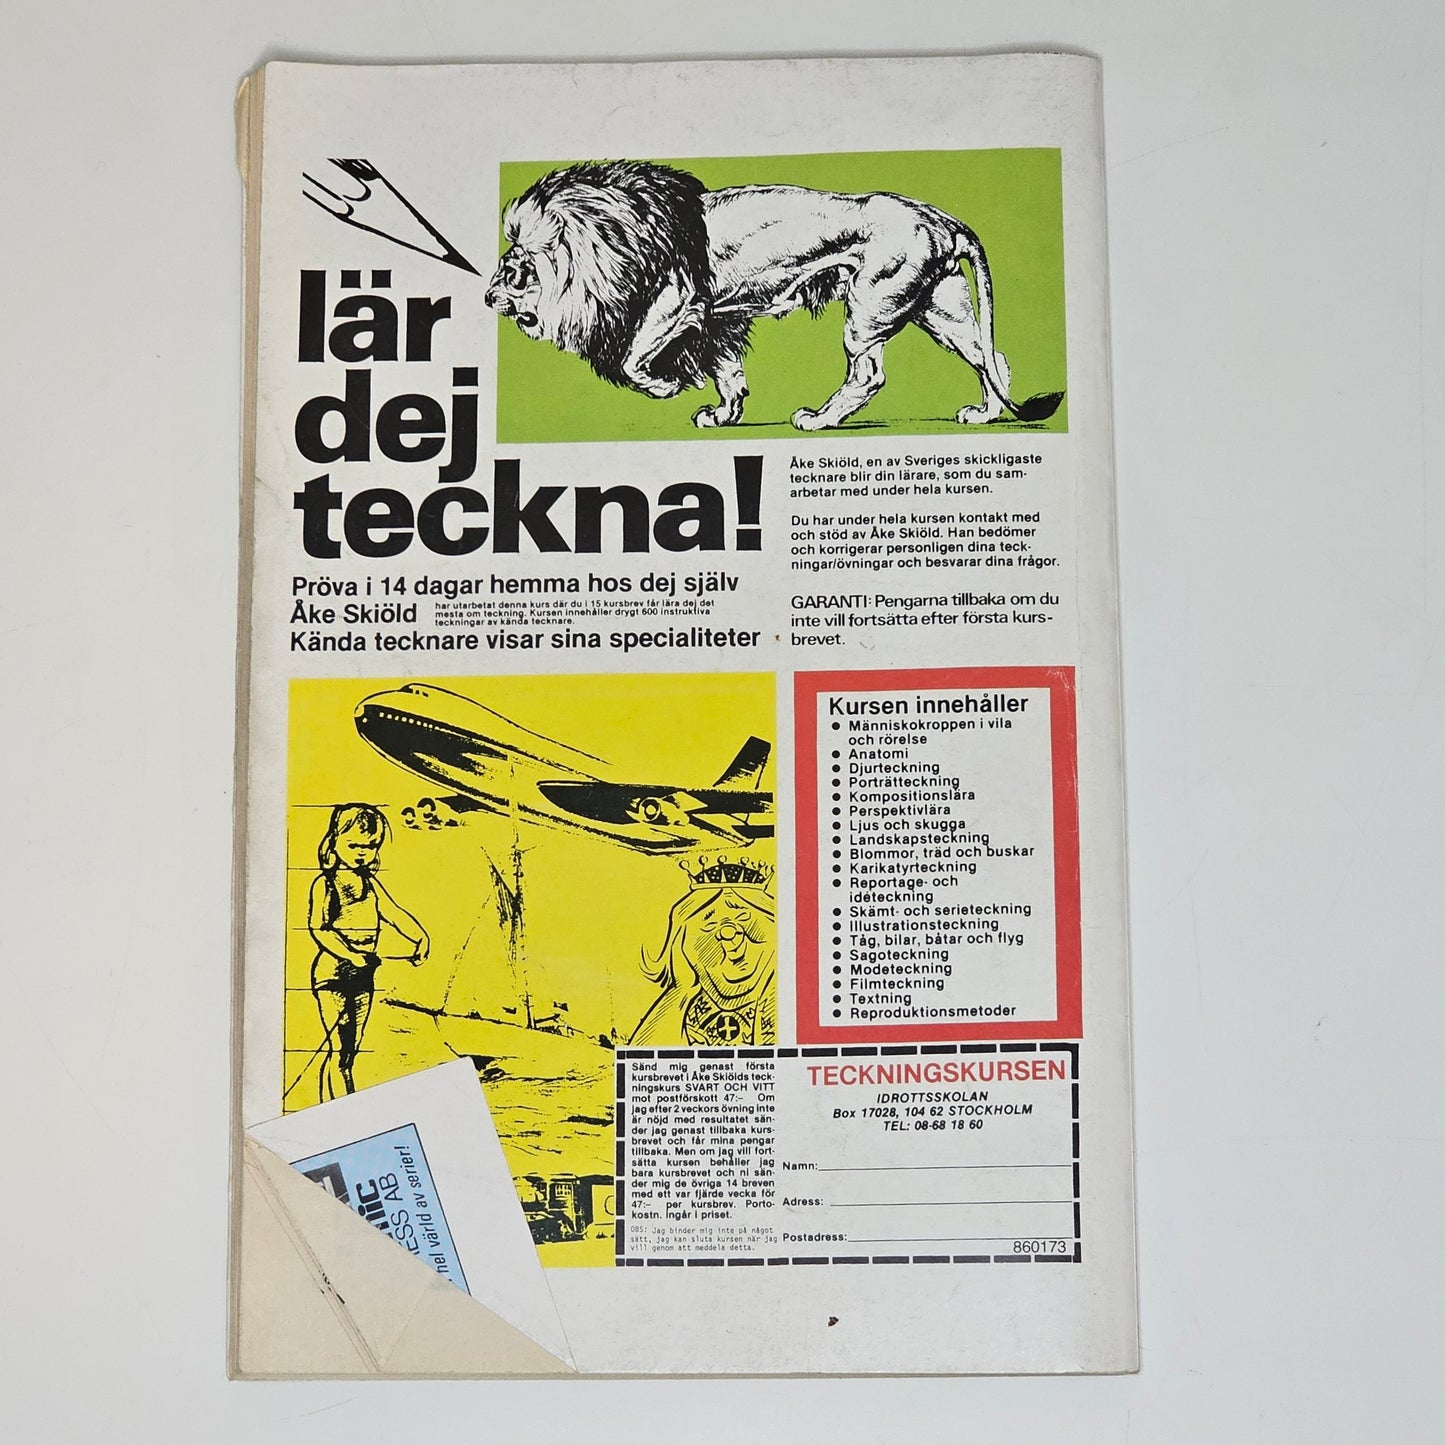 lär
dej
teckna!
Pröva i 14 dagar hemma hos dej själv
Åke Skiöld har utarbetat denna kurs där du i 15 kursbrev får lära dej det
mesta om teckning. Kursen innehåller drygt 600 instruktiva
teckningar av kända tecknare.
Kända tecknare visar sina specialiteter
Åke Skiöld, en av Sveriges skickligaste
tecknare blir din lärare, som du sam-
arbetar med under hela kursen.
Du har under hela kursen kontakt med
och stöd av Åke Skiöld. Han bedömer
och korrigerar personligen dina teck-
ningar/övningar och besvarar dina frågor.
GARANTI: Pengarna tillbaka om du
inte vill fortsätta efter första kurs-
brevet.
Kursen innehåller
● Människokroppen i vila
och rörelse
● Anatomi
● Djurteckning
● Porträtteckning
● Kompositionslära
● Perspektivlära
● Ljus och skugga
● Landskapsteckning
● Blommor, träd och buskar
● Karikatyrteckning
● Reportage- och
idéteckning
● Skämt- och serieteckning
● Illustrationsteckning
● Tåg, bilar, båtar och flyg
● Sagoteckning
● Modeteckning
● Filmteckning
● Textning
● Reproduktionsmetoder
Sänd mig genast första
kursbrevet i Åke Skiölds teck-
ningskurs SVART OCH VITT
mot postförskott 47:– Om
jag efter 2 veckors övning inte
är nöjd med resultatet sän-
der jag genast tillbaka kurs-
brevet och får mina pengar
tillbaka. Men om jag vill fort-
sätta kursen behåller jag
bara kursbrevet och ni sän-
der mig de övriga 14 breven
med ett var fjärde vecka för
47:– per kursbrev. Porto-
kostn. ingår i priset.
OBS! Jag binder mig inte på något
sätt, jag kan sluta kursen när jag
vill genom att meddela detta.
TECKNINGSKURSEN
IDROTTSSKOLAN
Box 17028, 104 62 STOCKHOLM
TEL: 08-68 18 60
Namn:
Adress:
Postadress:
860173
mic
ESS AB
hel värld av serier!